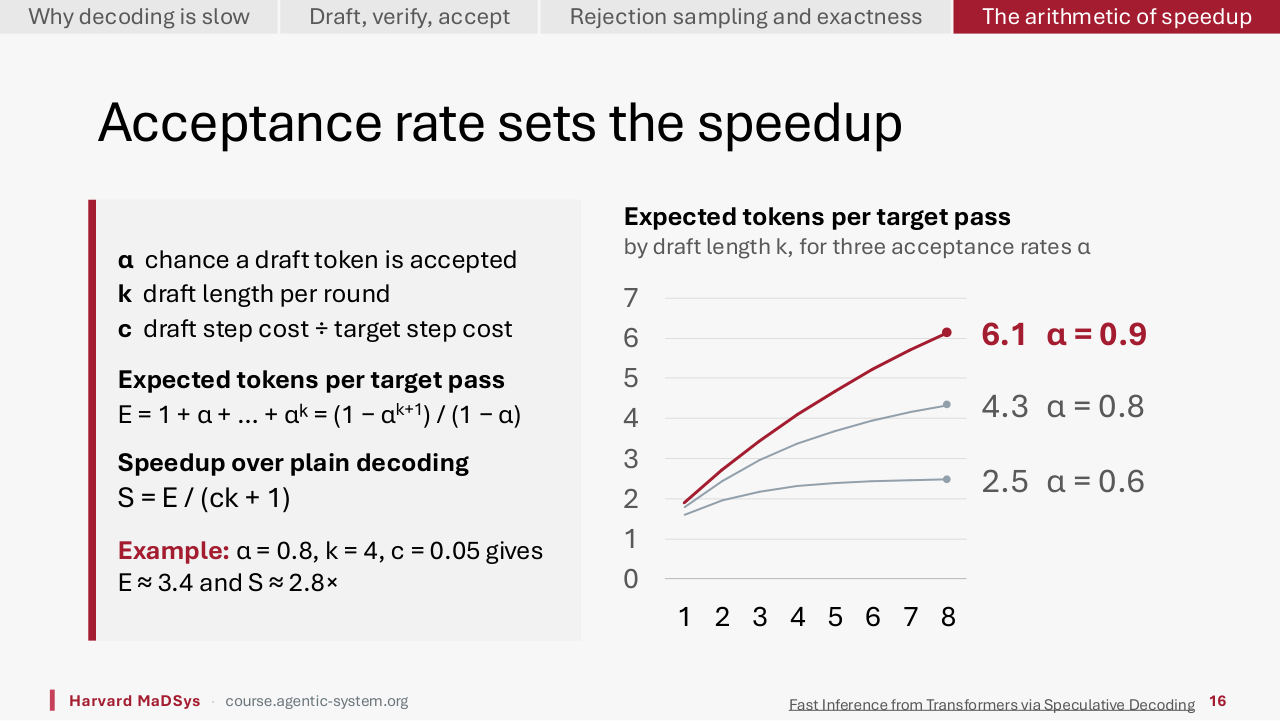 Why decoding is slow
Draft, verify, accept
Rejection sampling and exactness
The arithmetic of speedup
Acceptance rate sets the speedup
α chance a draft token is accepted
k draft length per round
c draft step cost ÷ target step cost
Expected tokens per target pass
E = 1 + α + … + αᵏ = (1 − αᵏ⁺¹) / (1 − α)
Speedup over plain decoding
S = E / (ck + 1)
Example: α = 0.8, k = 4, c = 0.05 gives
E ≈ 3.4 and S ≈ 2.8×
Expected tokens per target pass
by draft length k, for three acceptance rates α
7
6
5
4
3
2
1
0
6.1 α = 0.9
4.3 α = 0.8
2.5 α = 0.6
1 2 3 4 5 6 7 8
Harvard MaDSys · course.agentic-system.org
Fast Inference from Transformers via Speculative Decoding
16